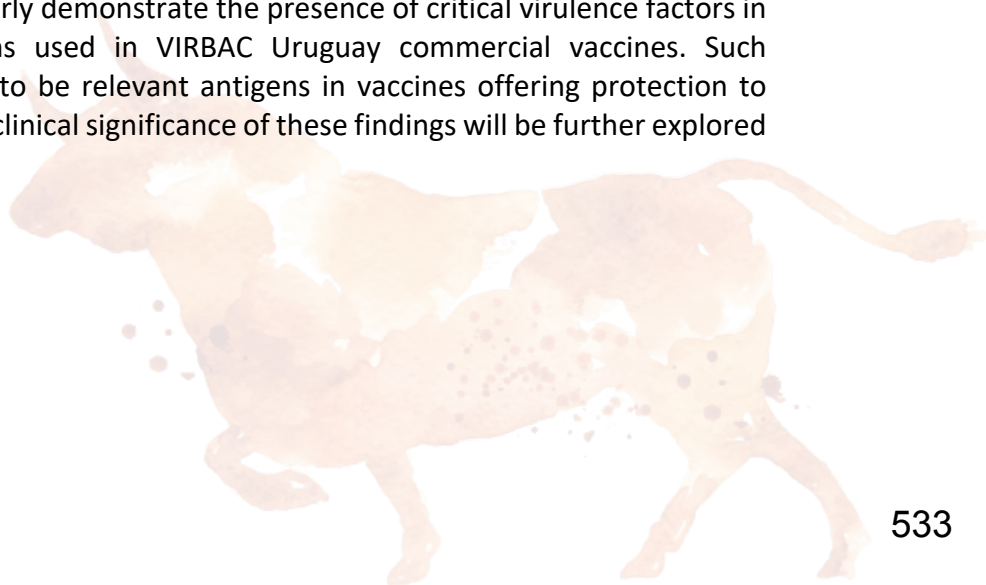 rly demonstrate the presence of critical virulence factors in
s used in VIRBAC Uruguay commercial vaccines. Such
to be relevant antigens in vaccines offering protection to
clinical significance of these findings will be further explored
533